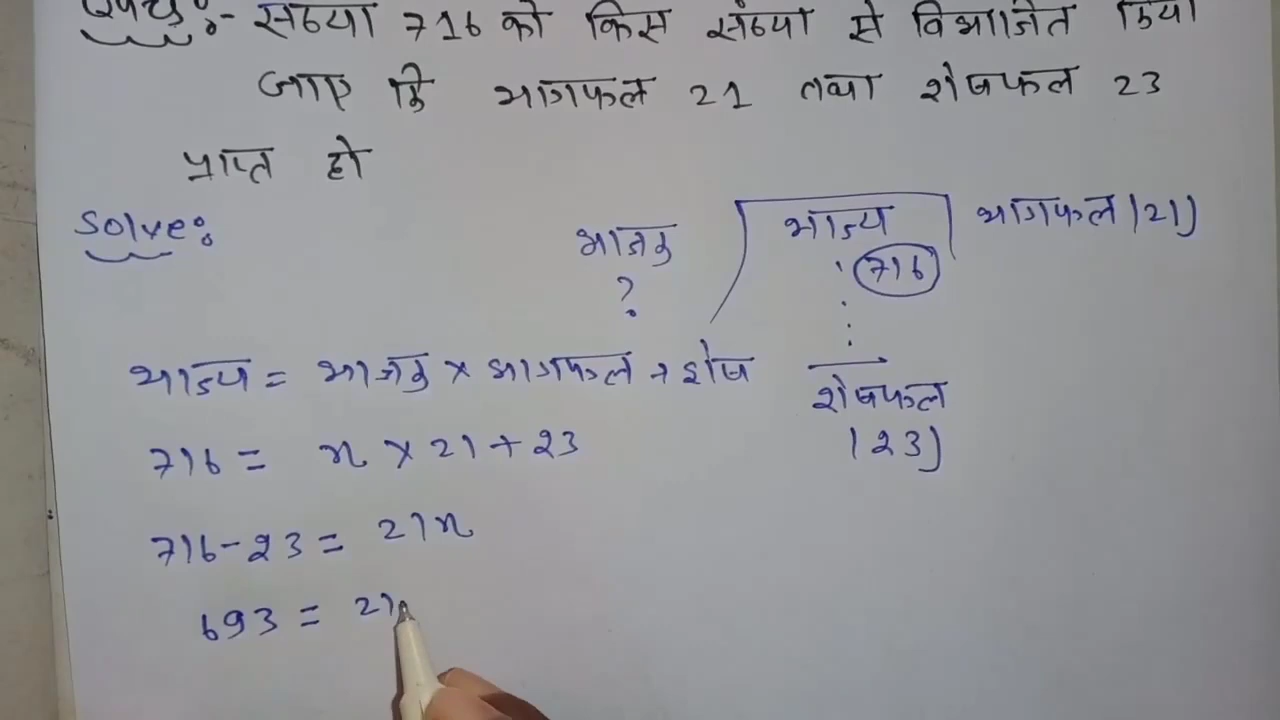 :- संख्या 716 को किस संख्या से विभाजित किया
जाए कि भागफल 21 तथा शेषफल 23
प्राप्त हो
Solve:
भाजक भाज्य भागफल (21)
? 716
भाज्य = भाजक × भागफल + शेष
शेषफल
(23)
716 = x × 21 + 23
716 - 23 = 21x
693 = 21